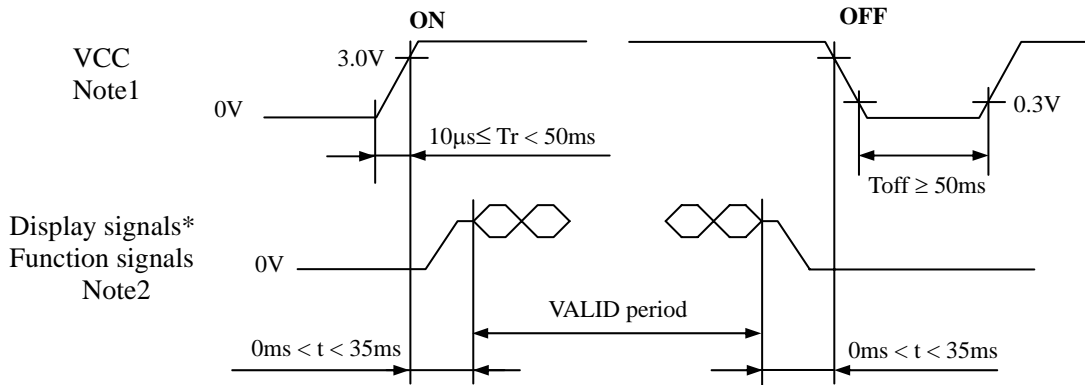 ON
OFF
VCC
Note1
3.0V
0V
0.3V
10μs≤ Tr < 50ms
Toff ≥ 50ms
Display signals*
Function signals
Note2
0V
VALID period
0ms < t < 35ms
0ms < t < 35ms